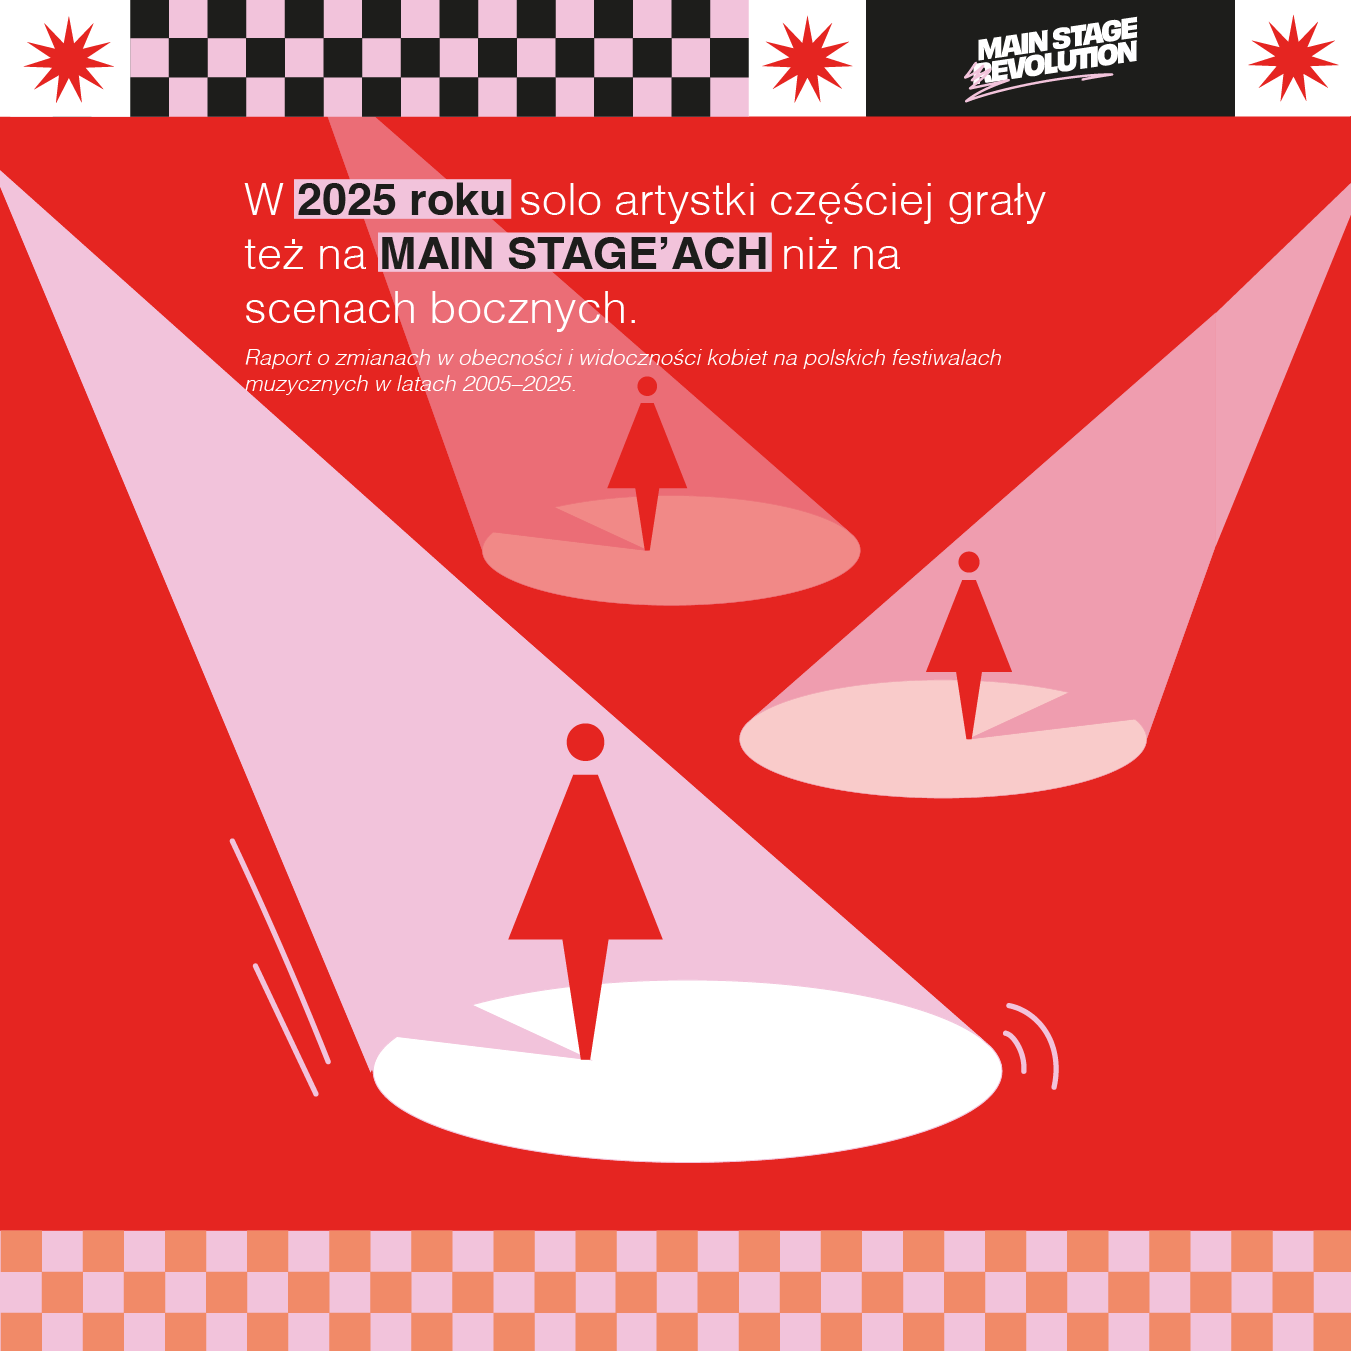 MAIN STAGE
REVOLUTION
W 2025 roku solo artystki częściej grały
też na MAIN STAGE’ACH niż na
scenach bocznych.
Raport o zmianach w obecności i widoczności kobiet na polskich festiwalach
muzycznych w latach 2005–2025.